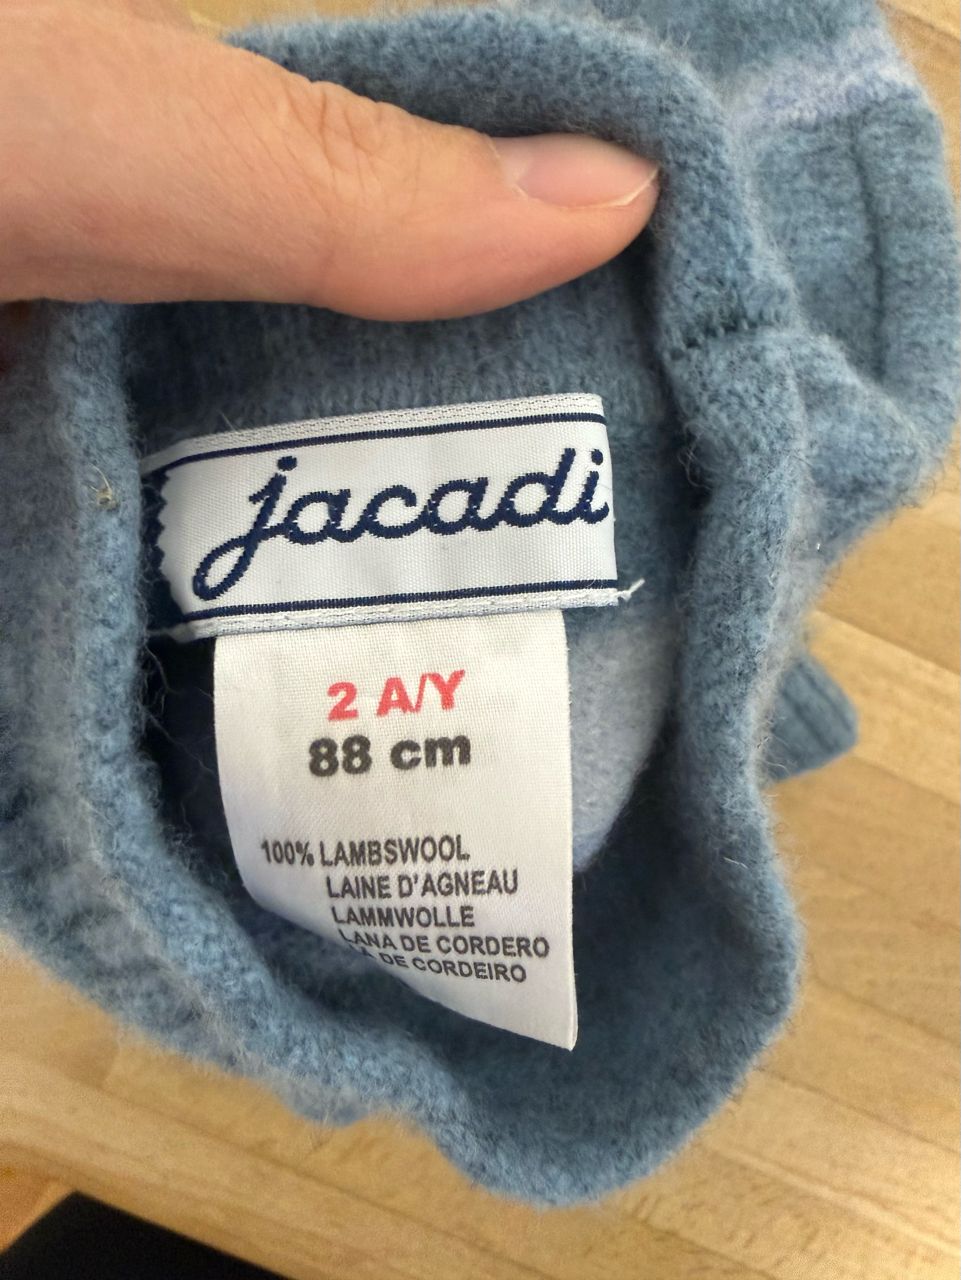 jacadi
2 A/Y
88 cm
100% LAMBSWOOL
LAINE D'AGNEAU
LAMMWOLLE
LANA DE CORDERO
DE CORDEIRO